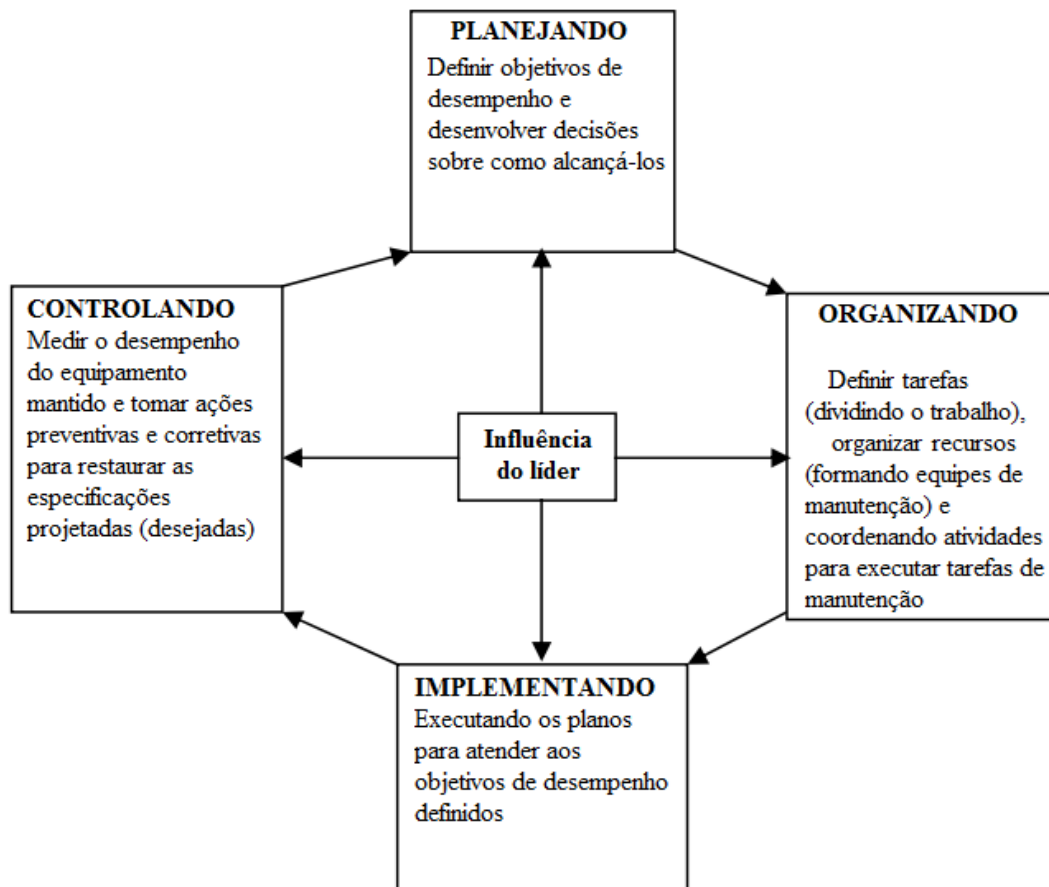 PLANEJANDO
Definir objetivos de
desempenho e
desenvolver decisões
sobre como alcançá-los
CONTROLANDO
Medir o desempenho
do equipamento
mantido e tomar ações
preventivas e corretivas
para restaurar as
especificações
projetadas (desejadas)
Influência
do líder
ORGANIZANDO
Definir tarefas
(dividindo o trabalho),
organizar recursos
(formando equipes de
manutenção) e
coordenando atividades
para executar tarefas de
manutenção
IMPLEMENTANDO
Executando os planos
para atender aos
objetivos de desempenho
definidos